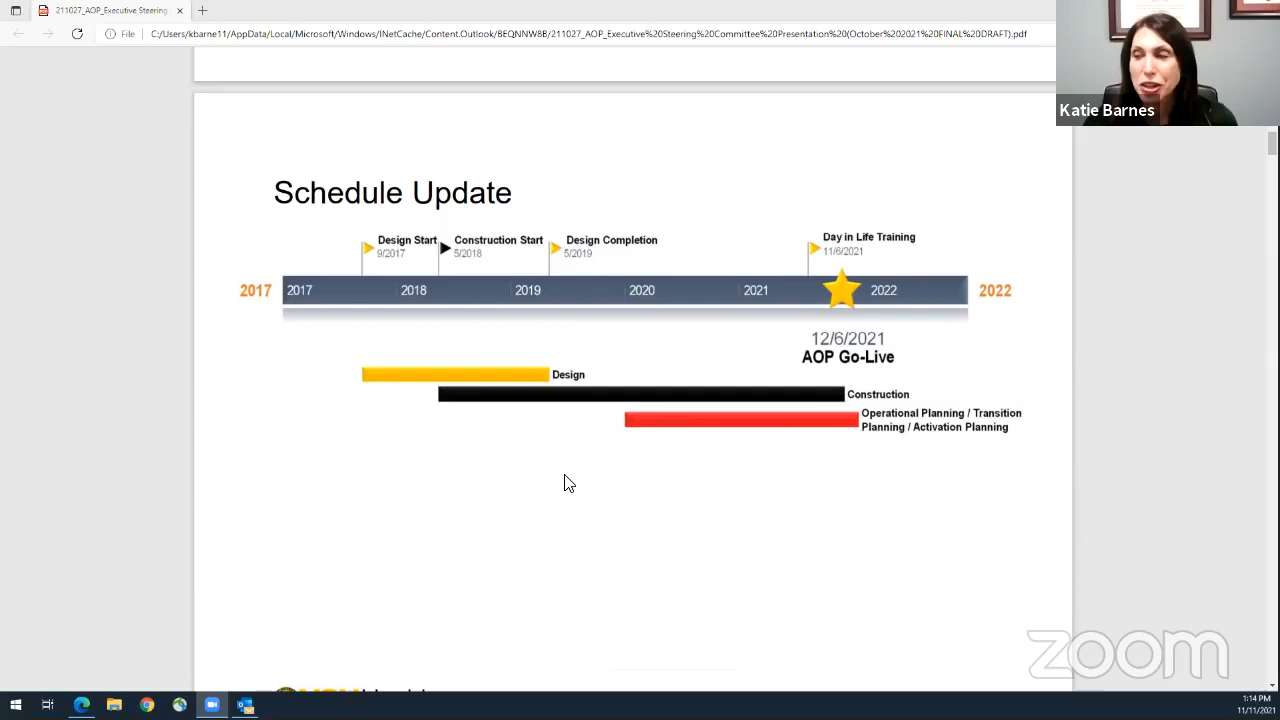 211027_AOP_Executive Steering
File
C:/Users/kbarne11/AppData/Local/Microsoft/Windows/INetCache/Content.Outlook/BEQNNW8B/211027_AOP_Executive%20Steering%20Committee%20Presentation%20(October%202021%20FINAL%20DRAFT).pdf
Katie Barnes
Schedule Update
Design Start
9/2017
Construction Start
5/2018
Design Completion
5/2019
Day in Life Training
11/6/2021
2017 2017 2018 2019 2020 2021 2022 2022
12/6/2021
AOP Go-Live
Design
Construction
Operational Planning / Transition
Planning / Activation Planning
zoom
1:14 PM
11/11/2021